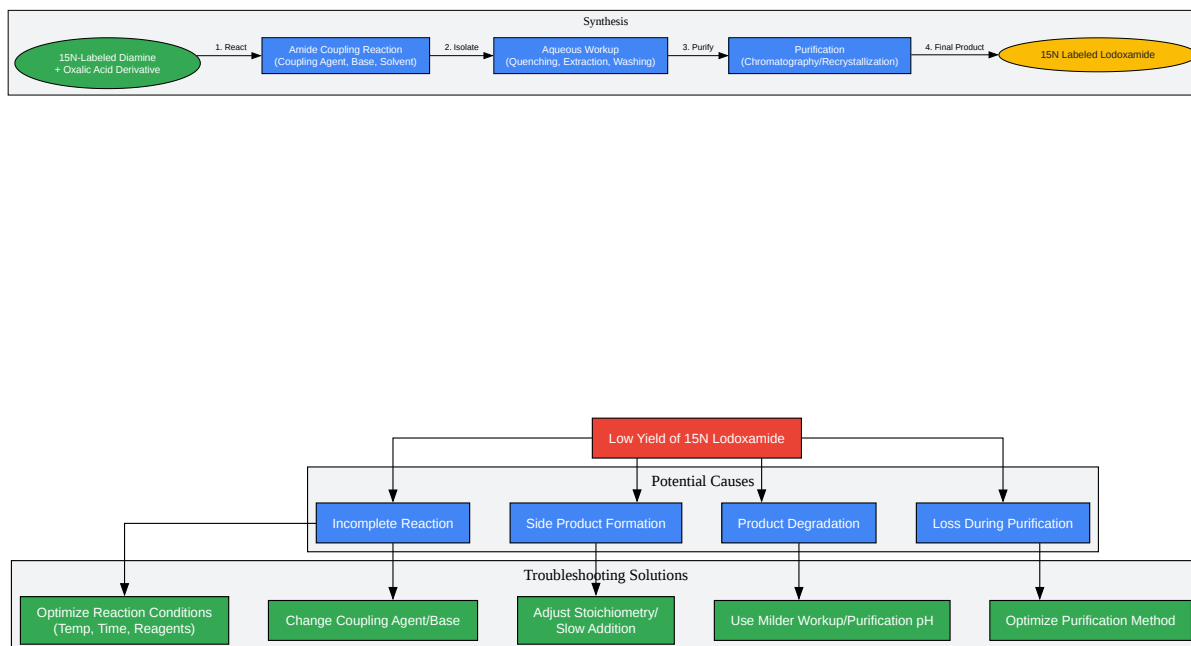 Synthesis
15N-Labeled Diamine
+ Oxalic Acid Derivative
1. React
Amide Coupling Reaction
(Coupling Agent, Base, Solvent)
2. Isolate
Aqueous Workup
(Quenching, Extraction, Washing)
3. Purify
Purification
(Chromatography/Recrystallization)
4. Final Product
15N Labeled Lodoxamide
Low Yield of 15N Lodoxamide
Potential Causes
Incomplete Reaction
Side Product Formation
Product Degradation
Loss During Purification
Troubleshooting Solutions
Optimize Reaction Conditions
(Temp, Time, Reagents)
Change Coupling Agent/Base
Adjust Stoichiometry/
Slow Addition
Use Milder Workup/Purification pH
Optimize Purification Method